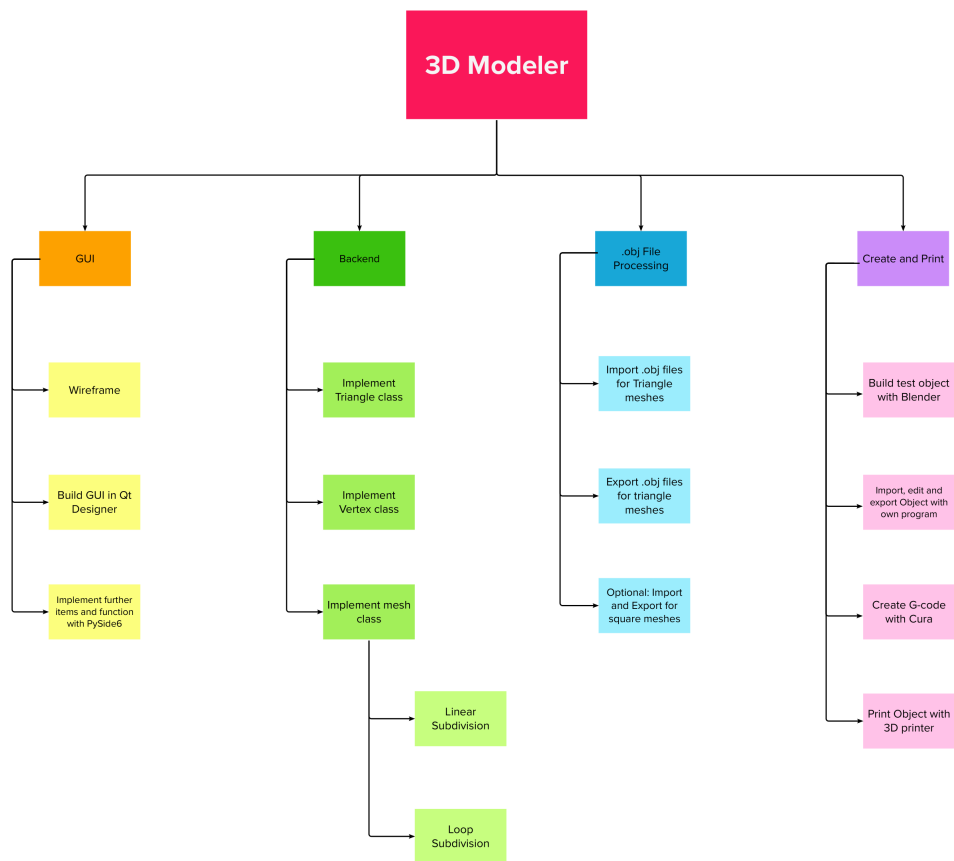 3D Modeler
GUI
Backend
.obj File
Processing
Create and Print
Wireframe
Build GUI in Qt
Designer
Implement further
items and function
with PySide6
Implement
Triangle class
Implement
Vertex class
Implement mesh
class
Linear
Subdivision
Loop
Subdivision
Import .obj files
for Triangle
meshes
Export .obj files
for triangle
meshes
Optional: Import
and Export for
square meshes
Build test object
with Blender
Import, edit and
export Object with
own program
Create G-code
with Cura
Print Object with
3D printer